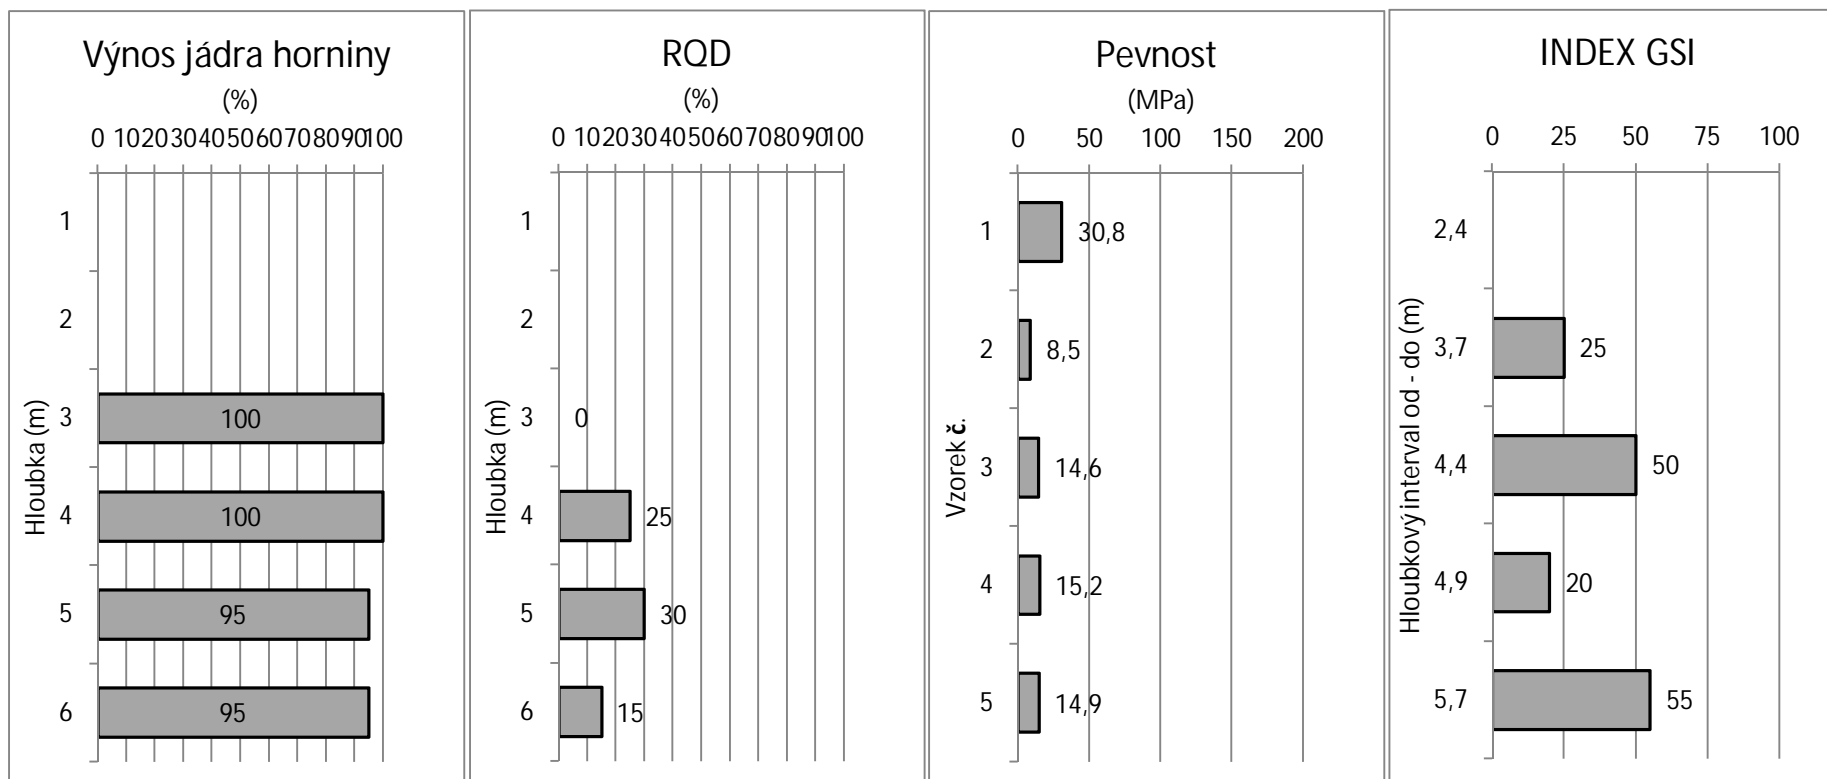 Výnos jádra horniny
(%)
0 10 20 30 40 50 60 70 80 90 100
Hloubka (m)
1
2
3 100
4 100
5 95
6 95
RQD
(%)
0 10 20 30 40 50 60 70 80 90 100
Hloubka (m)
1
2
3 0
4 25
5 30
6 15
Pevnost
(MPa)
0 50 100 150 200
Vzorek č.
1 30,8
2 8,5
3 14,6
4 15,2
5 14,9
INDEX GSI
0 25 50 75 100
Hloubkový interval od - do (m)
2,4
3,7 25
4,4 50
4,9 20
5,7 55